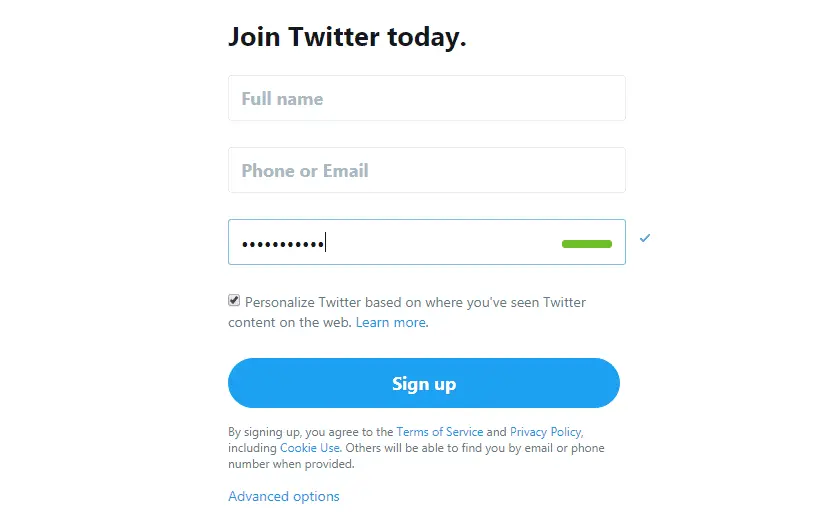 Join Twitter today.
Full name
Phone or Email
•••••••••••
Personalize Twitter based on where you've seen Twitter
content on the web. Learn more.
Sign up
By signing up, you agree to the Terms of Service and Privacy Policy,
including Cookie Use. Others will be able to find you by email or phone
number when provided.
Advanced options